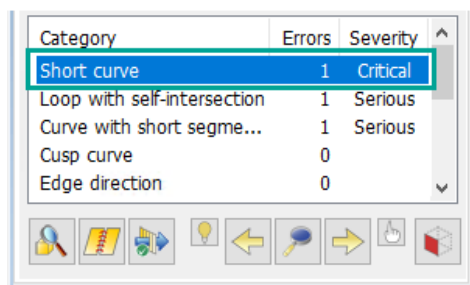 Category Errors Severity
Short curve 1 Critical
Loop with self-intersection 1 Serious
Curve with short segme... 1 Serious
Cusp curve 0
Edge direction 0